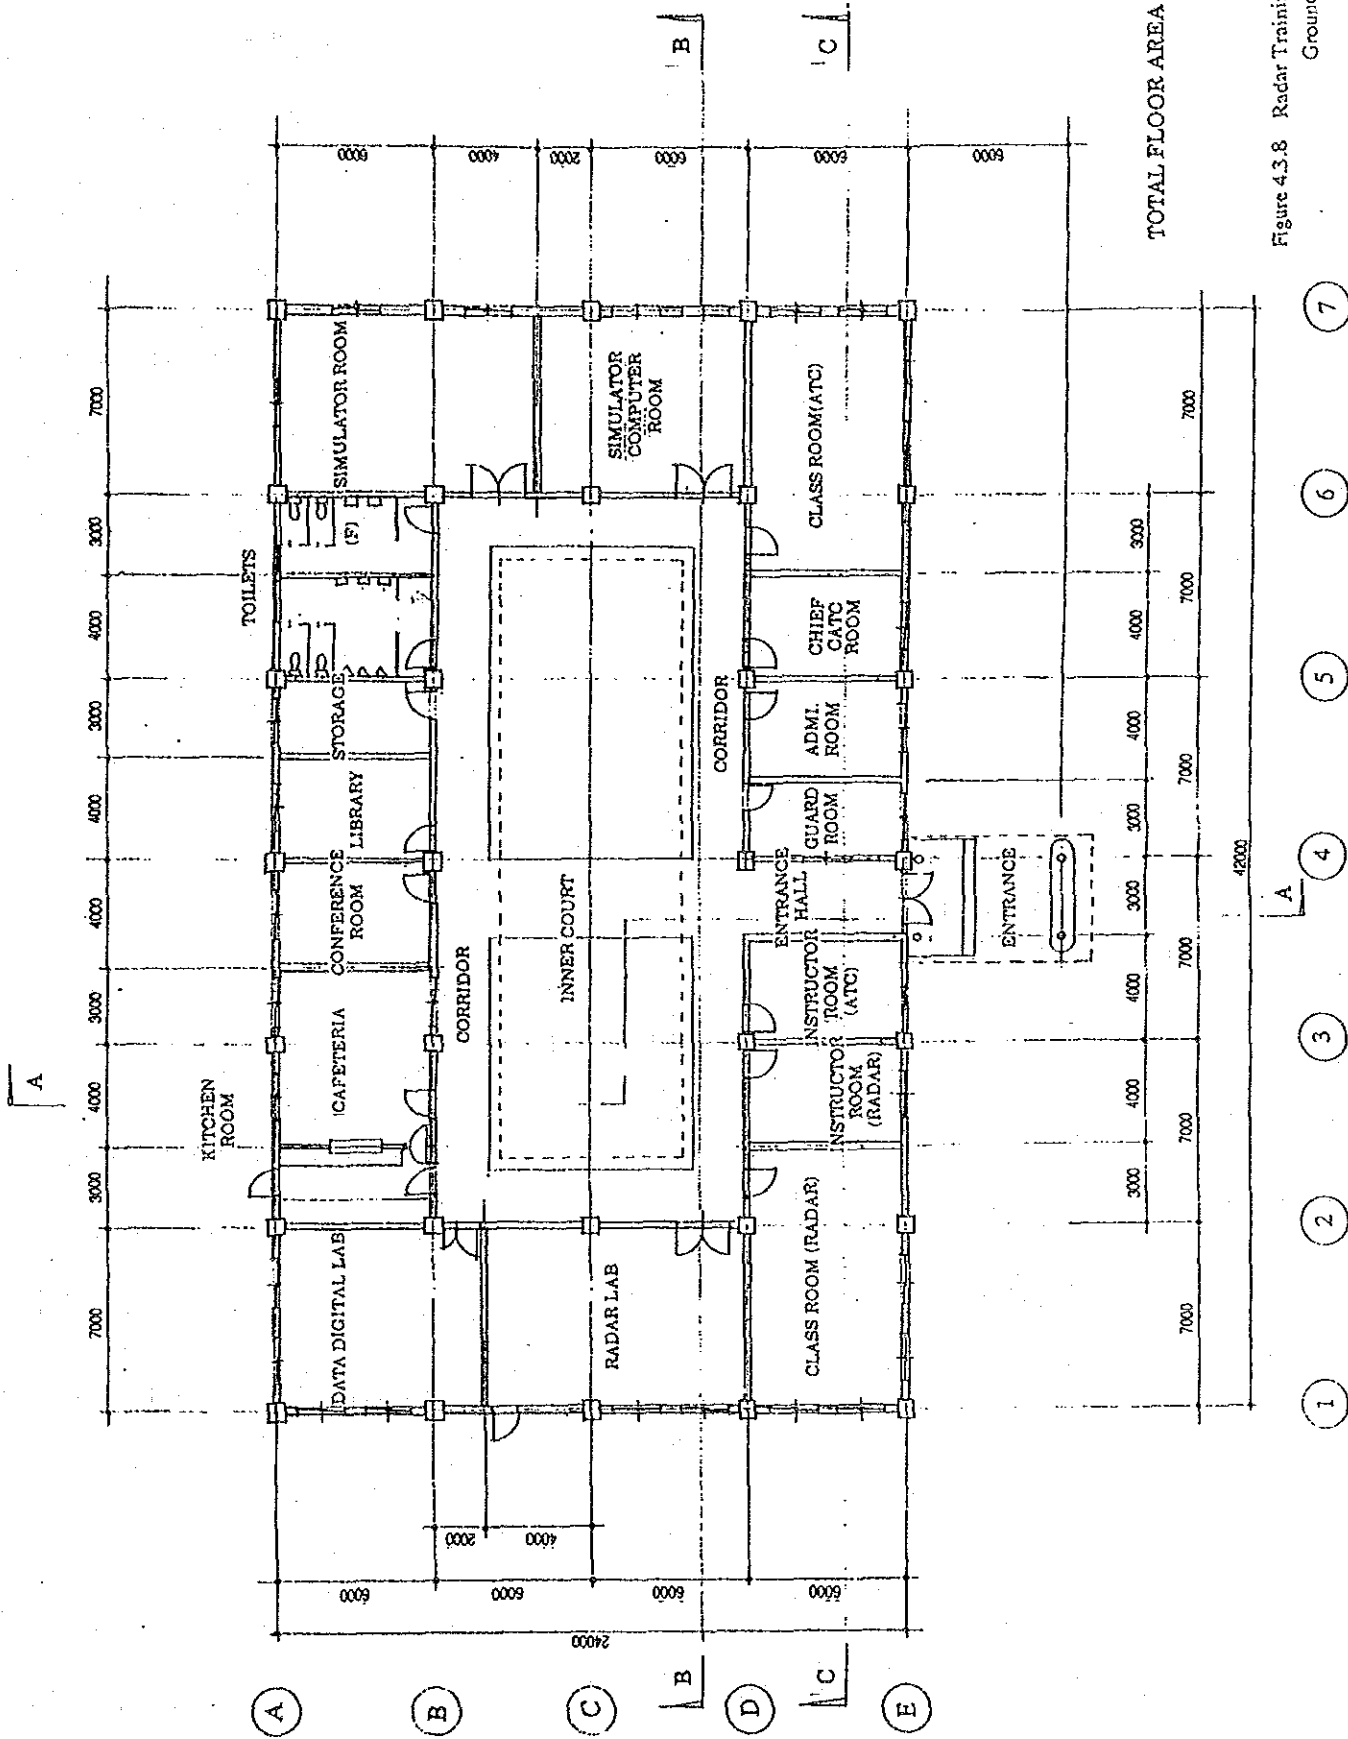 A
KITCHEN
ROOM
TOILETS
7000
3000
4000
3000
4000
4000
3000
4000
3000
7000
DATA DIGITAL LAB
CAFETERIA
CONFERENCE
ROOM
LIBRARY
STORAGE
(F)
SIMULATOR ROOM
CORRIDOR
INNER COURT
RADAR LAB
SIMULATOR
COMPUTER
ROOM
CORRIDOR
CLASS ROOM (RADAR)
INSTRUCTOR
ROOM
(RADAR)
INSTRUCTOR
ROOM
(ATC)
ENTRANCE
HALL
GUARD
ROOM
ADMI.
ROOM
CHIEF
CATC
ROOM
CLASS ROOM(ATC)
ENTRANCE
6000
6000
6000
6000
2000
4000
24000
6000
4000
2000
6000
6000
6000
A
B
C
D
E
B
C
B
C
3000
4000
4000
3000
3000
4000
4000
3000
7000
7000
7000
7000
7000
7000
42000
A
1
2
3
4
5
6
7
TOTAL FLOOR AREA
Figure 4.3.8 Radar Traini
Ground